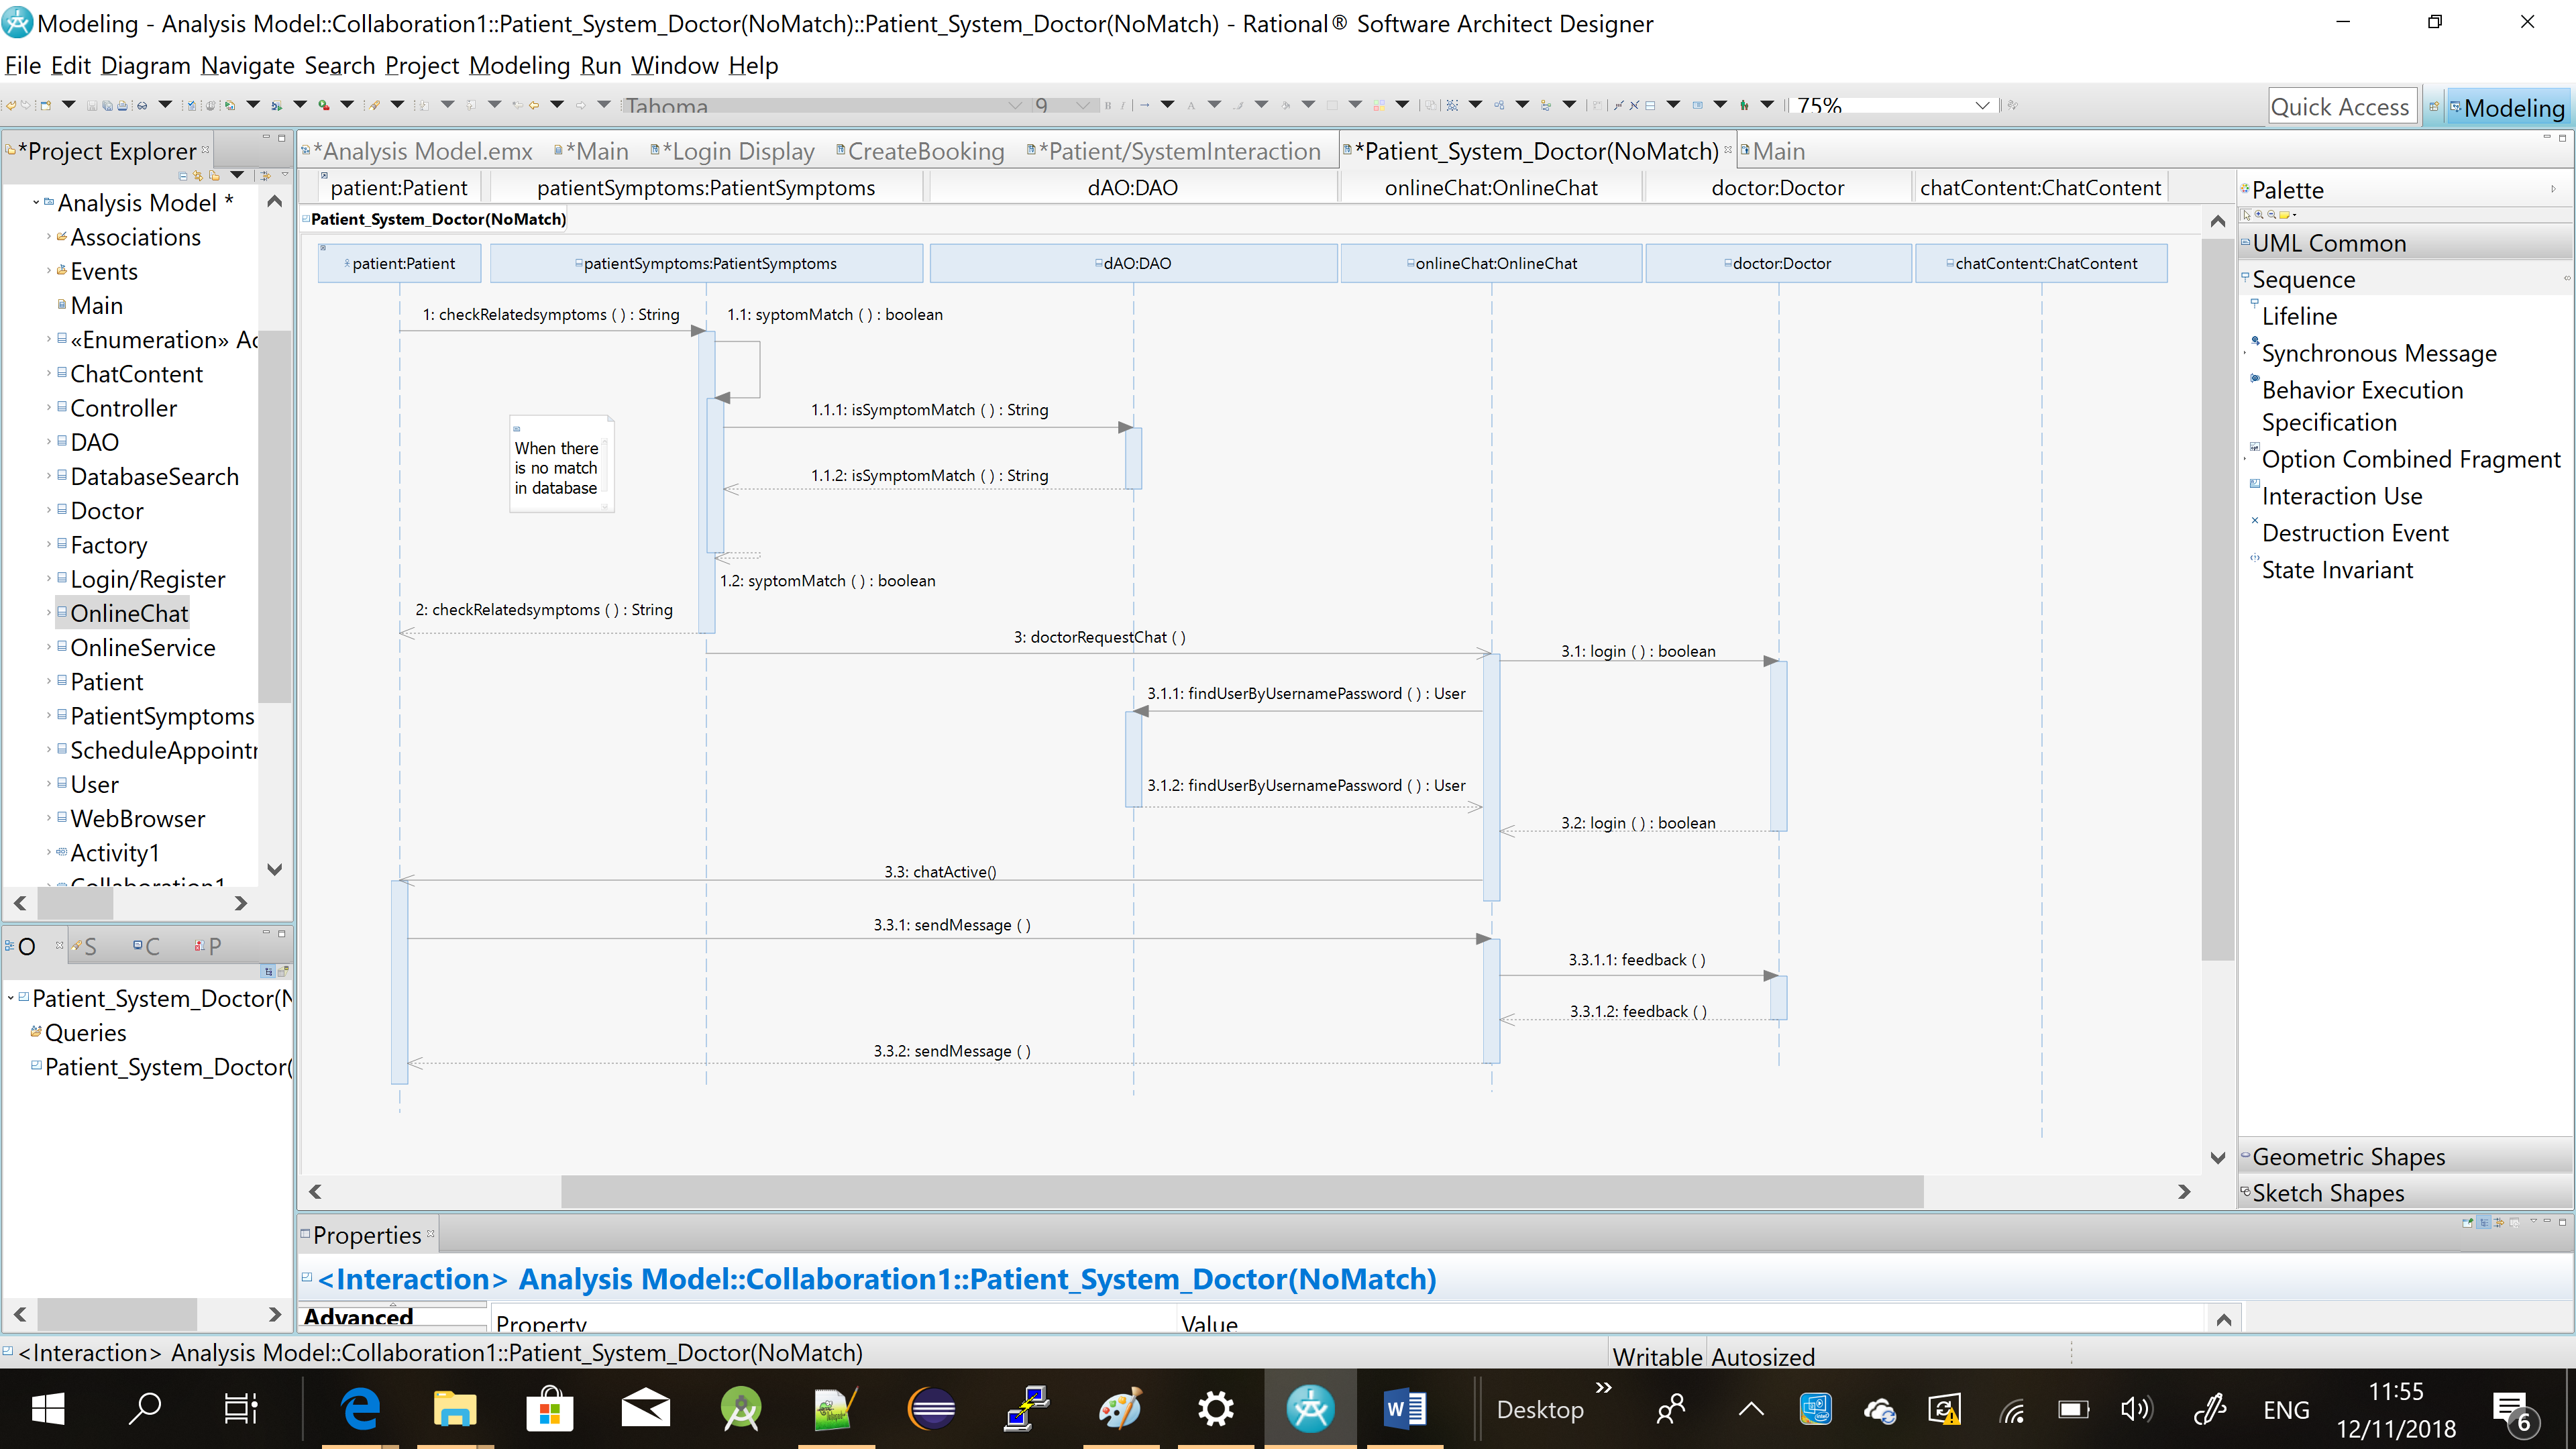 Modeling - Analysis Model::Collaboration1::Patient_System_Doctor(NoMatch)::Patient_System_Doctor(NoMatch) - Rational® Software Architect Designer
File Edit Diagram Navigate Search Project Modeling Run Window Help
Tahoma 9 75% Quick Access Modeling
*Project Explorer
Analysis Model *
Associations
Events
Main
«Enumeration» Ac
ChatContent
Controller
DAO
DatabaseSearch
Doctor
Factory
Login/Register
OnlineChat
OnlineService
Patient
PatientSymptoms
ScheduleAppointr
User
WebBrowser
Activity1
Collaboration1
O S C P
Patient_System_Doctor(N
Queries
Patient_System_Doctor(
*Analysis Model.emx *Main *Login Display CreateBooking *Patient/SystemInteraction *Patient_System_Doctor(NoMatch) Main
patient:Patient patientSymptoms:PatientSymptoms dAO:DAO onlineChat:OnlineChat doctor:Doctor chatContent:ChatContent
Patient_System_Doctor(NoMatch)
patient:Patient patientSymptoms:PatientSymptoms dAO:DAO onlineChat:OnlineChat doctor:Doctor chatContent:ChatContent
1: checkRelatedsymptoms ( ) : String
1.1: syptomMatch ( ) : boolean
1.1.1: isSymptomMatch ( ) : String
When there
is no match
in database
1.1.2: isSymptomMatch ( ) : String
1.2: syptomMatch ( ) : boolean
2: checkRelatedsymptoms ( ) : String
3: doctorRequestChat ( )
3.1: login ( ) : boolean
3.1.1: findUserByUsernamePassword ( ) : User
3.1.2: findUserByUsernamePassword ( ) : User
3.2: login ( ) : boolean
3.3: chatActive()
3.3.1: sendMessage ( )
3.3.1.1: feedback ( )
3.3.1.2: feedback ( )
3.3.2: sendMessage ( )
Palette
UML Common
Sequence
Lifeline
Synchronous Message
Behavior Execution
Specification
Option Combined Fragment
Interaction Use
Destruction Event
State Invariant
Geometric Shapes
Sketch Shapes
Properties
<Interaction> Analysis Model::Collaboration1::Patient_System_Doctor(NoMatch)
Advanced
Property Value
<Interaction> Analysis Model::Collaboration1::Patient_System_Doctor(NoMatch)
Writable Autosized
Desktop
ENG
11:55
12/11/2018
6